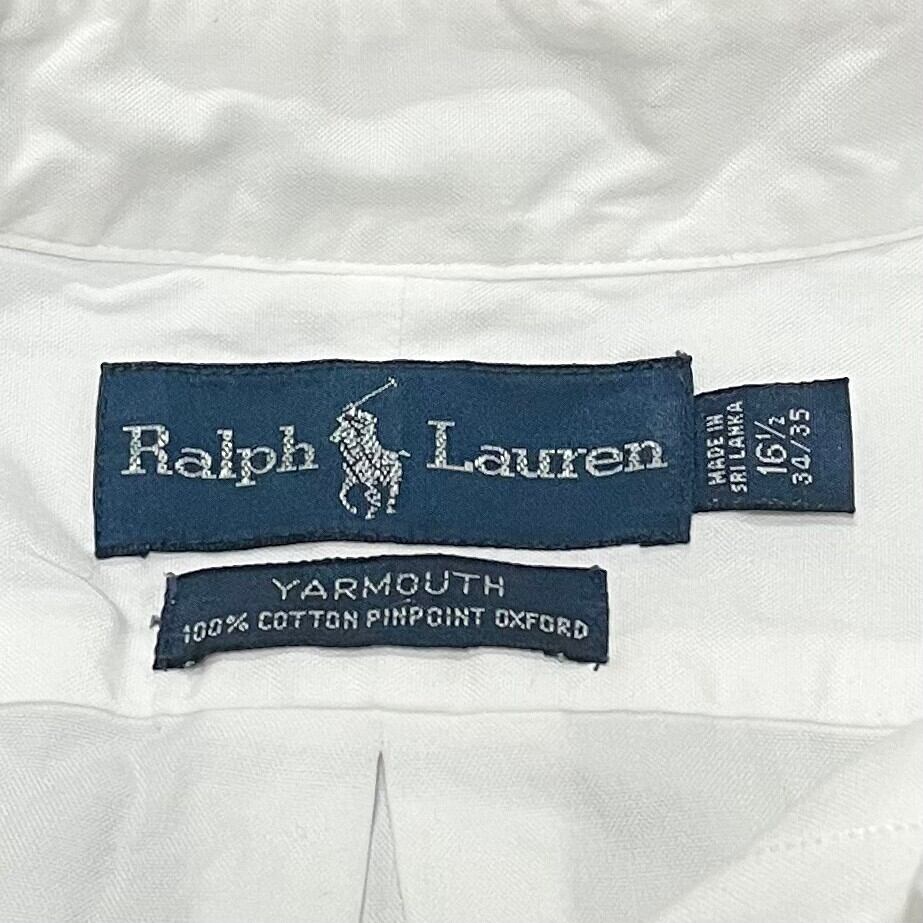 Ralph Lauren
MADE IN
SRI LANKA
16½
34/35
YARMOUTH
100% COTTON PINPOINT OXFORD